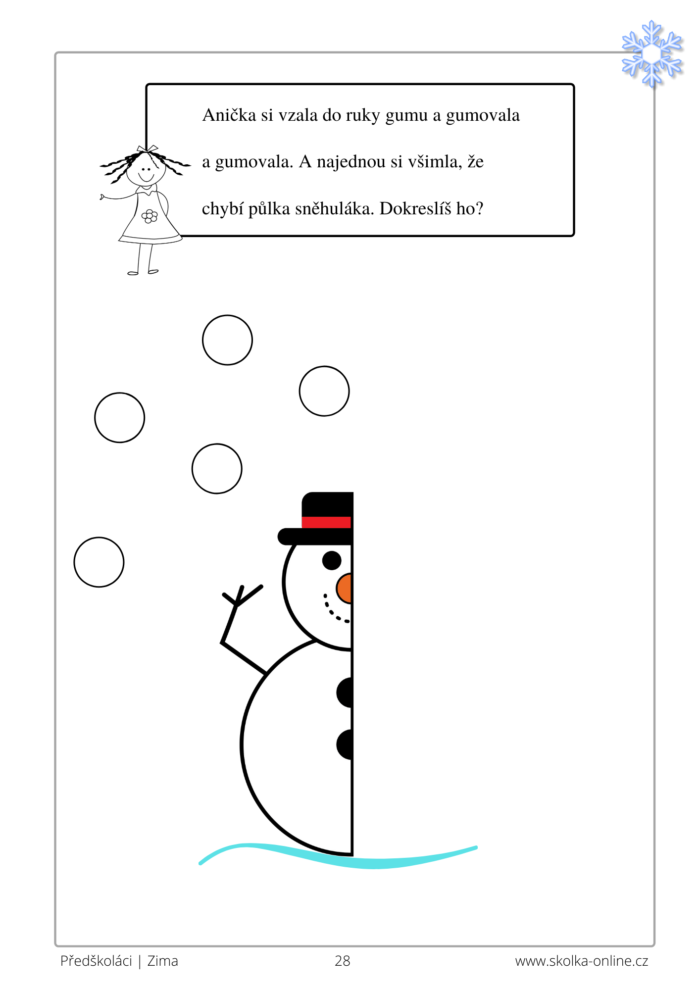 Anička si vzala do ruky gumu a gumovala
a gumovala. A najednou si všimla, že
chybí půlka sněhuláka. Dokreslíš ho?
Předškoláci | Zima 28 www.skolka-online.cz